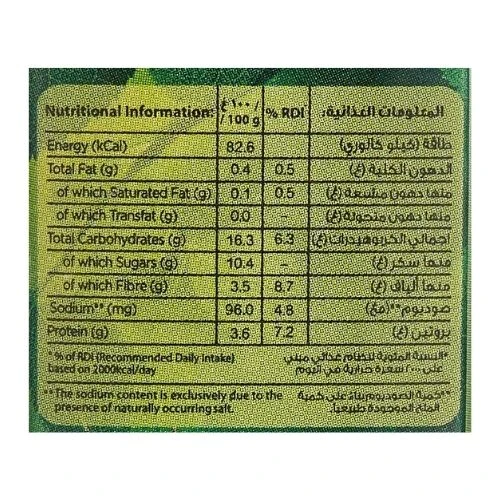 Nutritional Information: / ١٠٠ غ / 100 g % RDI المعلومات الغذائية:
Energy (kCal) 82.6 طاقة (كيلو كالوري)
Total Fat (g) 0.4 0.5 الدهون الكلية (غ)
of which Saturated Fat (g) 0.1 0.5 منها دهون مشبعة (غ)
of which Transfat (g) 0.0 منها دهون متحولة (غ)
Total Carbohydrates (g) 16.3 6.3 إجمالي الكربوهيدرات (غ)
of which Sugars (g) 10.4 – منها سكر (غ)
of which Fibre (g) 3.5 8.7 منها ألياف (غ)
Sodium** (mg) 96.0 4.8 صوديوم** (مغ)
Protein (g) 3.6 7.2 بروتين (غ)
* % of RDI (Recommended Daily Intake)
based on 2000kcal/day
*النسبة المئوية للنظام غذائي مبني
على ٢٠٠٠ سعرة حرارية في اليوم
**The sodium content is exclusively due to the
presence of naturally occurring salt.
**كمية الصوديوم بناءً على كمية
الملح الموجودة طبيعياً.